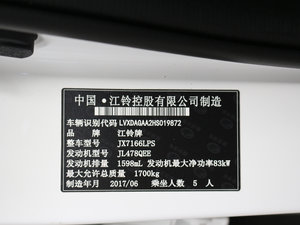 中国·江铃控股有限公司制造
车辆识别代码 LVXDAGAA2HS019872
品牌 江铃牌
整车型号 JX7166LPS
发动机型号 JL478QEE
发动机排量 1598mL 发动机最大净功率83kW
最大允许总质量 1700kg
制造年月 2017/06 乘坐人数 5 人